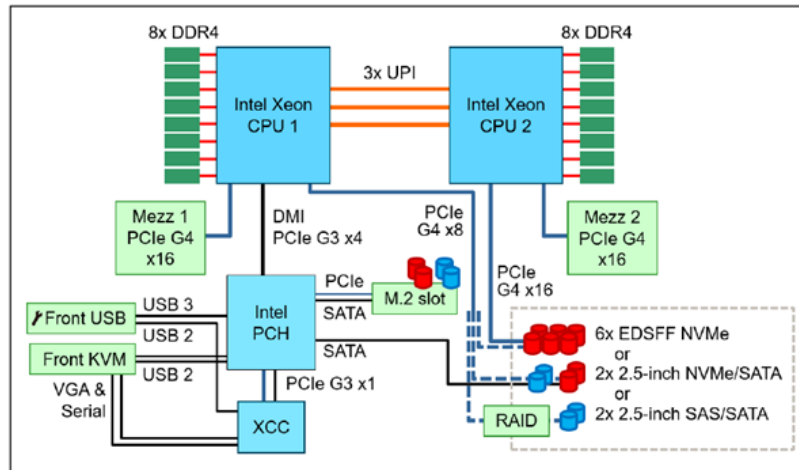 8x DDR4
8x DDR4
3x UPI
Intel Xeon
CPU 1
Intel Xeon
CPU 2
Mezz 1
PCIe G4
x16
DMI
PCIe G3 x4
PCIe
G4 x8
Mezz 2
PCIe G4
x16
PCIe
G4 x16
Intel
PCH
PCIe
SATA
M.2 slot
USB 3
Front USB
USB 2
6x EDSFF NVMe
or
2x 2.5-inch NVMe/SATA
or
2x 2.5-inch SAS/SATA
SATA
Front KVM
USB 2
VGA &
Serial
PCIe G3 x1
XCC
RAID